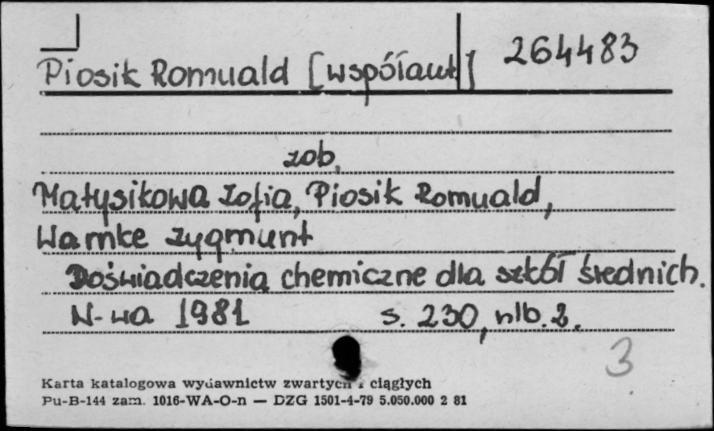 Piosik Romuald [współaut] 264483
zob.
Matysikowa Zofia, Piosik Romuald,
Warnke Zygmunt
Doświadczenia chemiczne dla szkół średnich.
W-wa 1981 s. 230, nlb. 2.
3
Karta katalogowa wydawnictw zwartych i ciągłych
Pu-B-144 zam. 1016-WA-O-n — DZG 1501-4-79 5.050.000 2 81